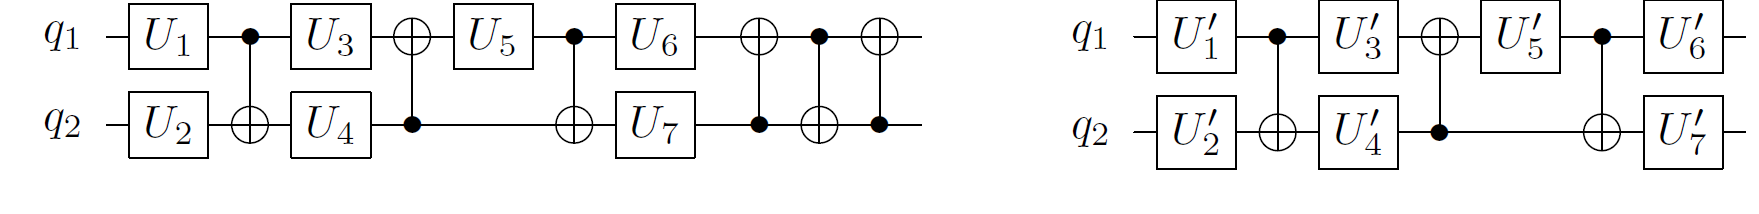 q₁ U₁ U₃ U₅ U₆
q₂ U₂ U₄ U₇
q₁ U′₁ U′₃ U′₅ U′₆
q₂ U′₂ U′₄ U′₇